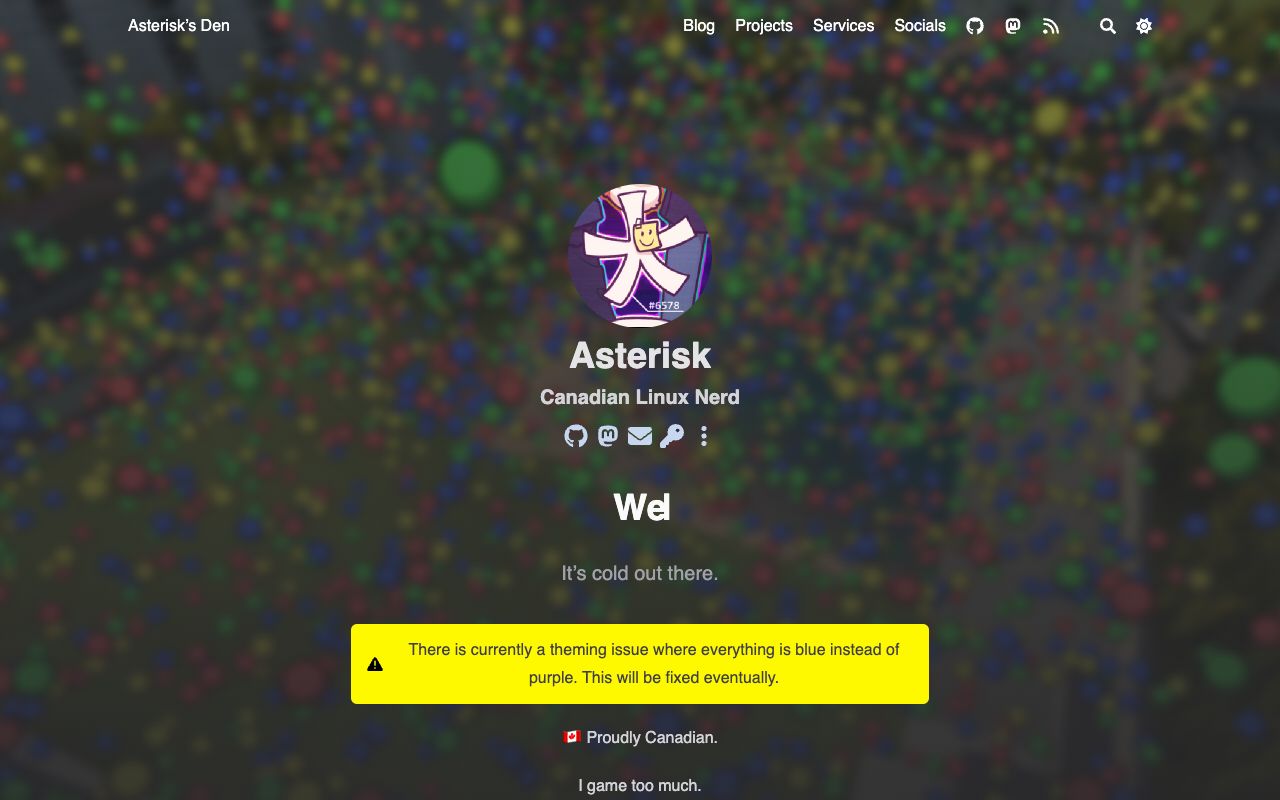 Asterisk’s Den
Blog
Projects
Services
Socials
#6578
Asterisk
Canadian Linux Nerd
Wel
It’s cold out there.
There is currently a theming issue where everything is blue instead of
purple. This will be fixed eventually.
🇨🇦 Proudly Canadian.
I game too much.